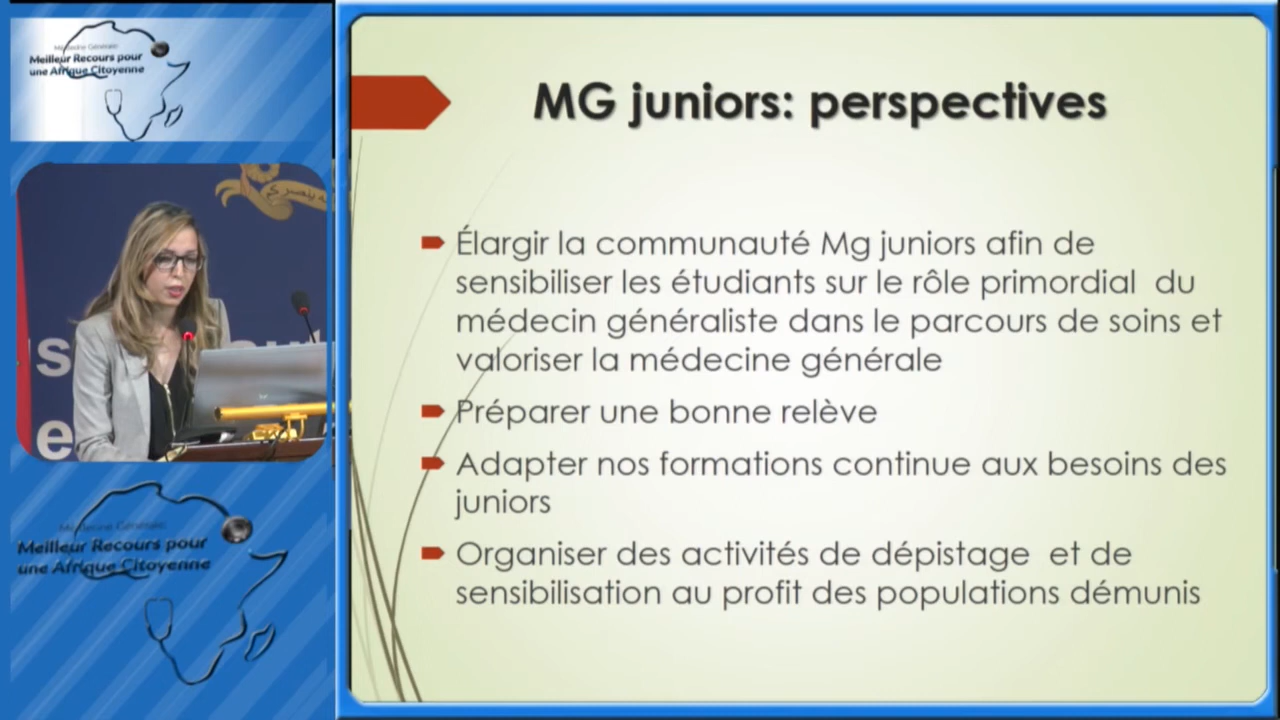 Médecine Générale:
Meilleur Recours pour
une Afrique Citoyenne
s
e
Médecine Générale:
Meilleur Recours pour
une Afrique Citoyenne
MG juniors: perspectives
Élargir la communauté Mg juniors afin de
sensibiliser les étudiants sur le rôle primordial du
médecin généraliste dans le parcours de soins et
valoriser la médecine générale
Préparer une bonne relève
Adapter nos formations continue aux besoins des
juniors
Organiser des activités de dépistage et de
sensibilisation au profit des populations démunis